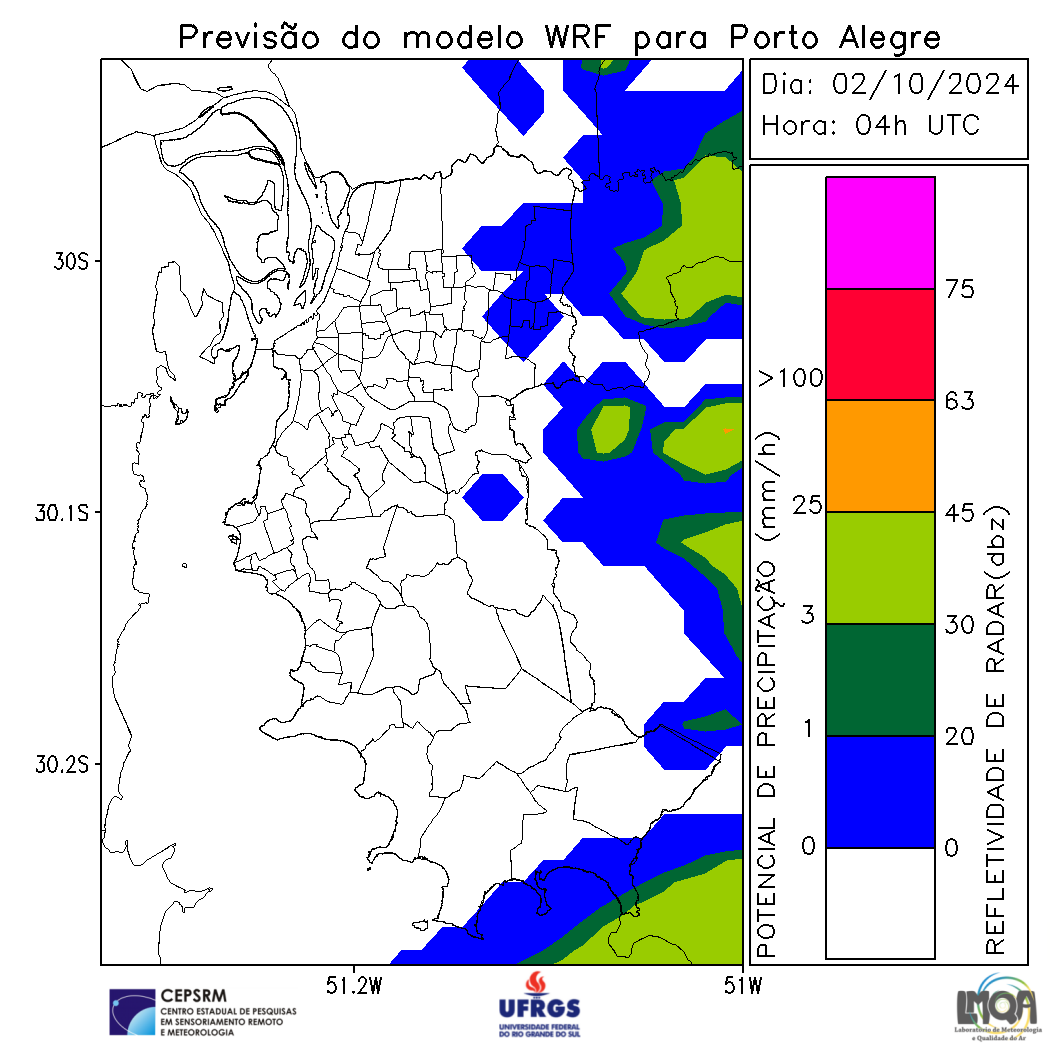 Previsão do modelo WRF para Porto Alegre
Dia: 02/10/2024
Hora: 04h UTC
30S
30.1S
30.2S
51.2W
51W
POTENCIAL DE PRECIPITAÇÃO (mm/h)
>100
25
3
1
0
75
63
45
30
20
0
REFLETIVIDADE DE RADAR(dbz)
CEPSRM
CENTRO ESTADUAL DE PESQUISAS
EM SENSORIAMENTO REMOTO
E METEOROLOGIA
UFRGS
UNIVERSIDADE FEDERAL
DO RIO GRANDE DO SUL
LMQA
Laboratório de Meteorologia
e Qualidade do Ar